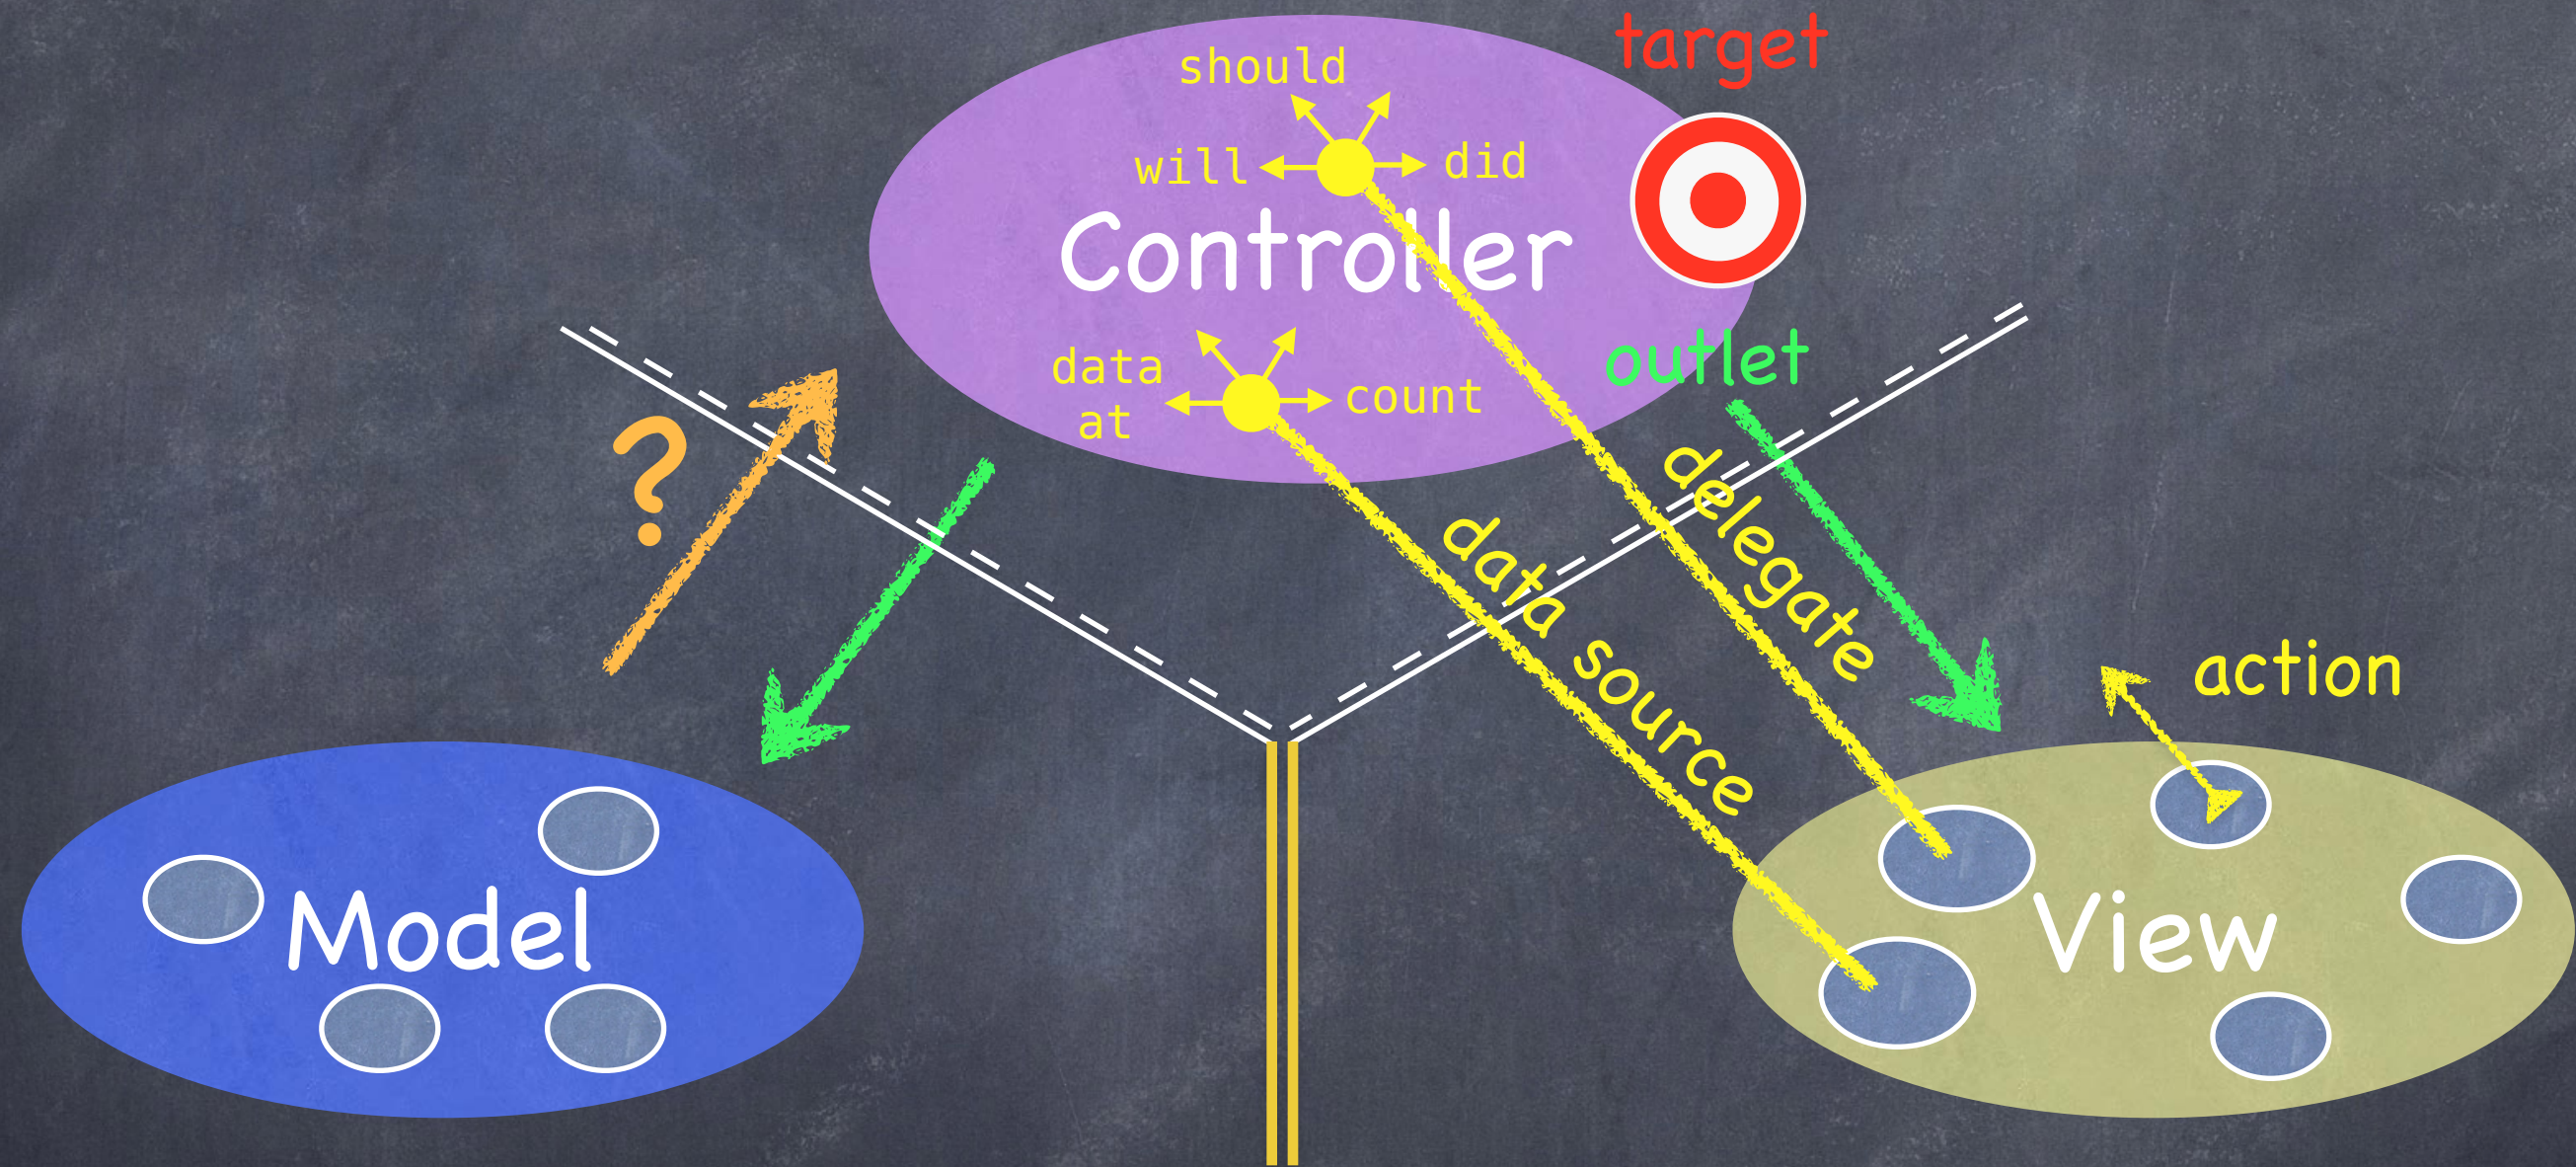 target
should
will
did
Controller
data
at
count
outlet
?
delegate
data source
action
Model
View